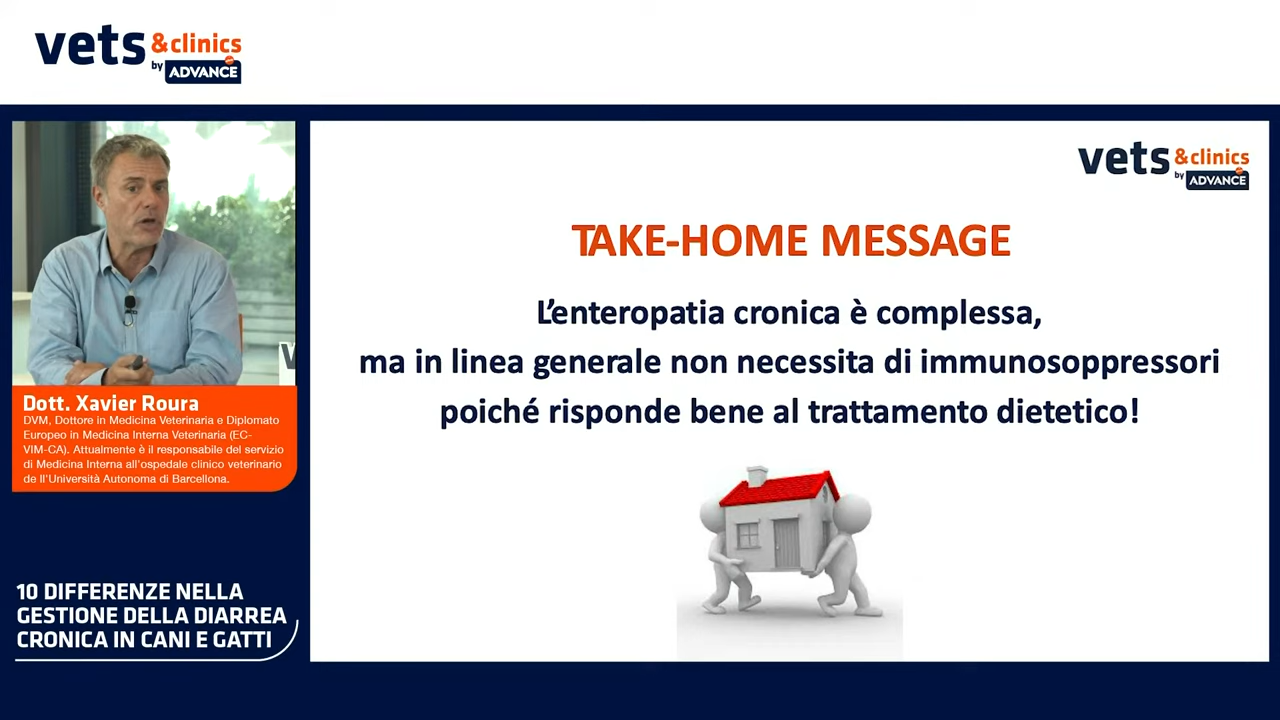 vets &clinics
by ADVANCE
vets &clinics
by ADVANCE
TAKE-HOME MESSAGE
L'enteropatia cronica è complessa,
ma in linea generale non necessita di immunosoppressori
poiché risponde bene al trattamento dietetico!
Dott. Xavier Roura
DVM, Dottore in Medicina Veterinaria e Diplomato
Europeo in Medicina Interna Veterinaria (EC-
VIM-CA). Attualmente è il responsabile del servizio
di Medicina Interna all'ospedale clinico veterinario
de ll'Università Autonoma di Barcellona.
10 DIFFERENZE NELLA
GESTIONE DELLA DIARREA
CRONICA IN CANI E GATTI